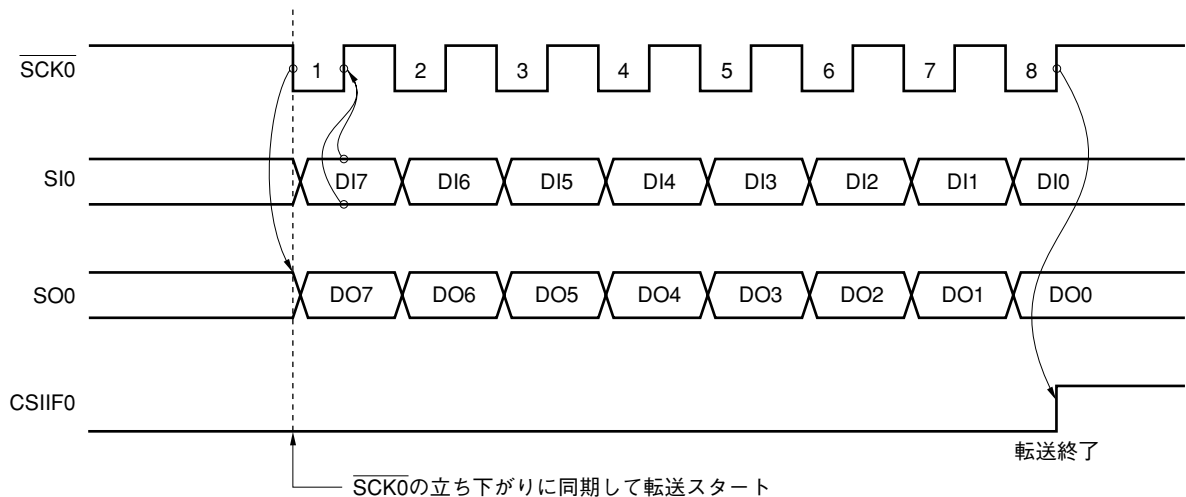 SCK0
1 2 3 4 5 6 7 8
SI0
DI7 DI6 DI5 DI4 DI3 DI2 DI1 DI0
SO0
DO7 DO6 DO5 DO4 DO3 DO2 DO1 DO0
CSIIF0
転送終了
SCK0の立ち下がりに同期して転送スタート